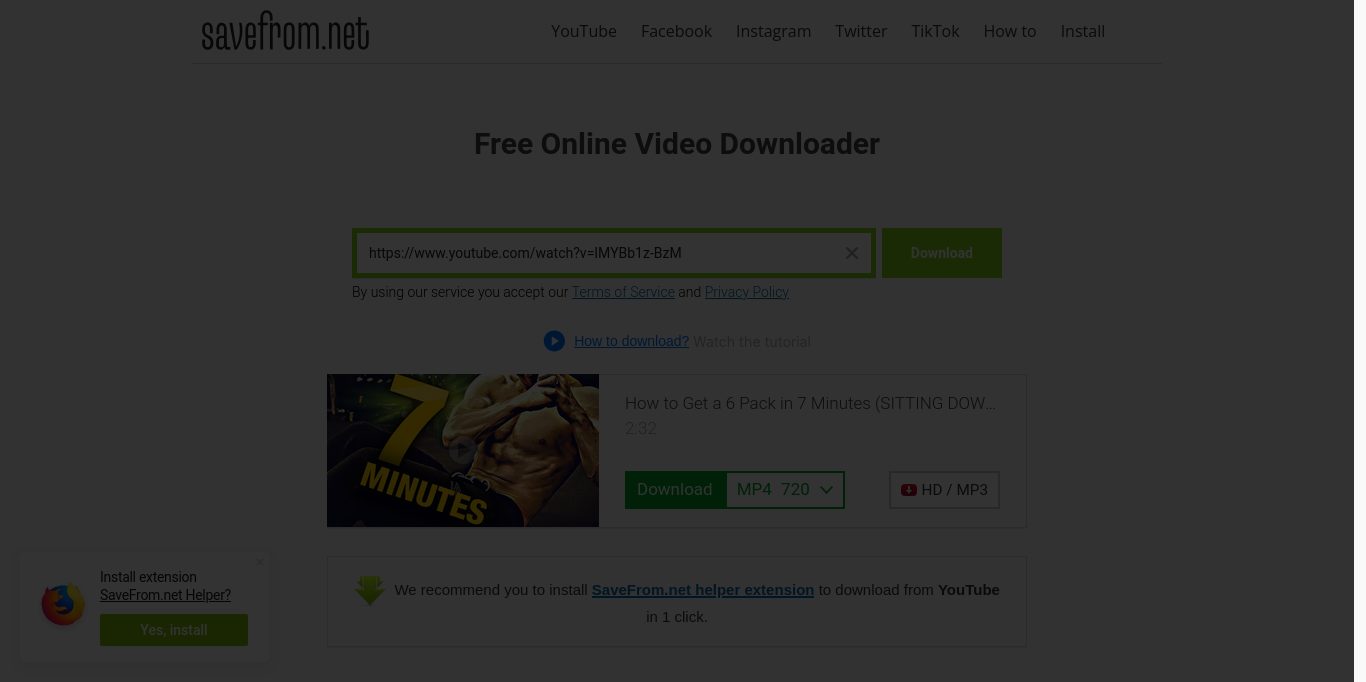 savefrom.net
YouTube Facebook Instagram Twitter TikTok How to Install
Free Online Video Downloader
https://www.youtube.com/watch?v=lMYBb1z-BzM
Download
By using our service you accept our Terms of Service and Privacy Policy
How to download? Watch the tutorial
7
MINUTES
How to Get a 6 Pack in 7 Minutes (SITTING DOW...
2:32
Download MP4 720
HD / MP3
We recommend you to install SaveFrom.net helper extension to download from YouTube
in 1 click.
Install extension
SaveFrom.net Helper?
Yes, install